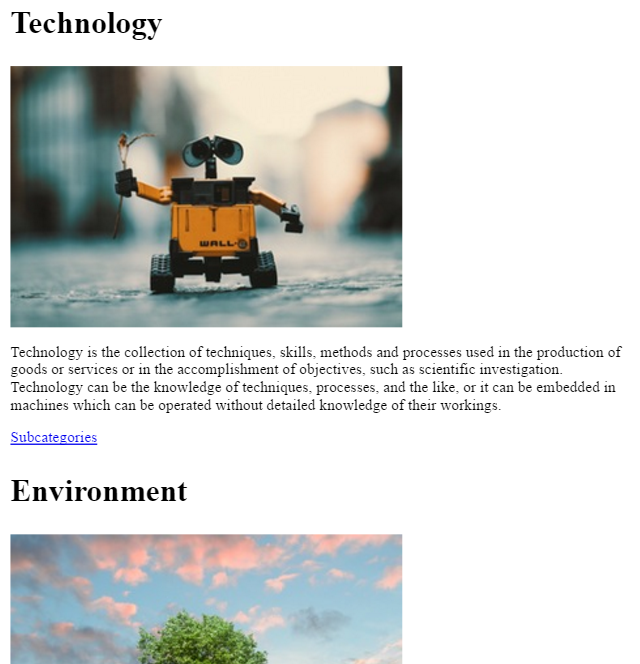 Technology
WALL·E
Technology is the collection of techniques, skills, methods and processes used in the production of
goods or services or in the accomplishment of objectives, such as scientific investigation.
Technology can be the knowledge of techniques, processes, and the like, or it can be embedded in
machines which can be operated without detailed knowledge of their workings.
Subcategories
Environment